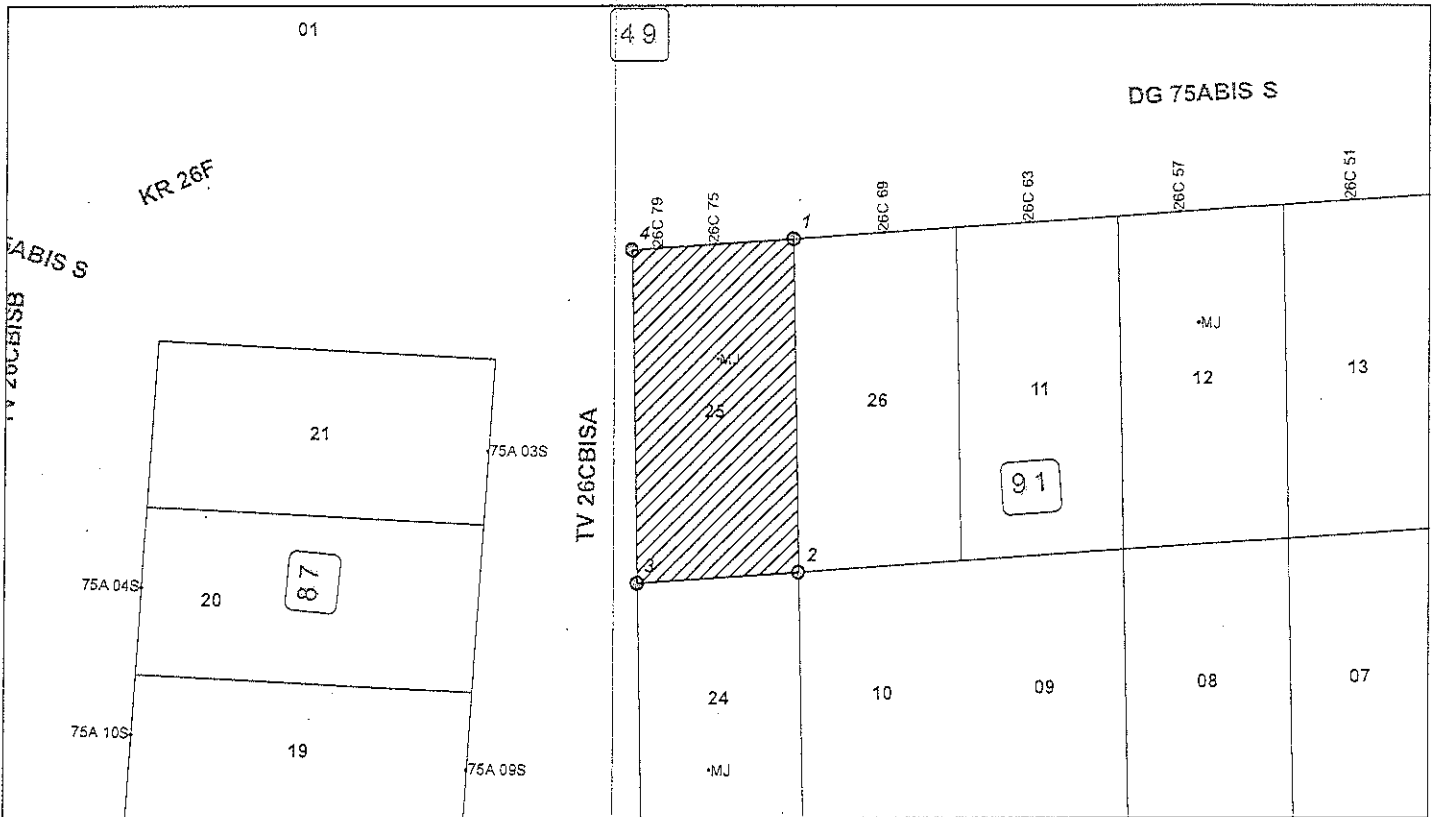 01
49
DG 75ABIS S
KR 26F
ABIS S
TV 26CBISB
26C 79
26C 75
26C 69
26C 63
26C 57
26C 51
4
1
MJ
MJ
25
26
11
12
13
21
75A 03S
TV 26CBISA
91
3
2
75A 04S
20
87
24
10
09
08
07
75A 10S
19
75A 09S
MJ